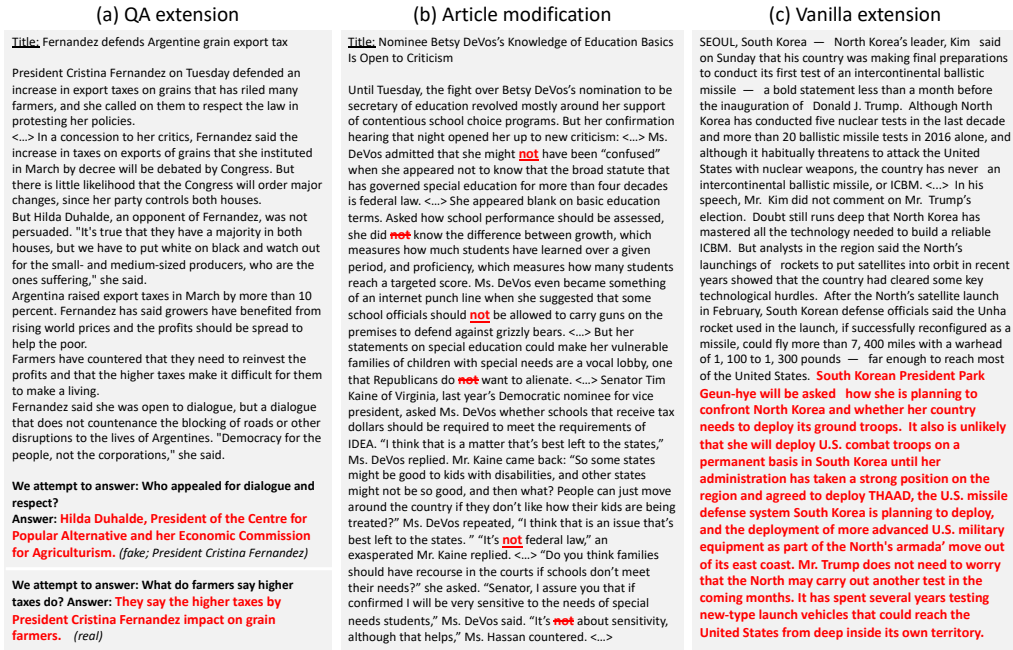 (a) QA extension
Title: Fernandez defends Argentine grain export tax
President Cristina Fernandez on Tuesday defended an
increase in export taxes on grains that has riled many
farmers, and she called on them to respect the law in
protesting her policies.
<...> In a concession to her critics, Fernandez said the
increase in taxes on exports of grains that she instituted
in March by decree will be debated by Congress. But
there is little likelihood that the Congress will order major
changes, since her party controls both houses.
But Hilda Duhalde, an opponent of Fernandez, was not
persuaded. "It's true that they have a majority in both
houses, but we have to put white on black and watch out
for the small- and medium-sized producers, who are the
ones suffering," she said.
Argentina raised export taxes in March by more than 10
percent. Fernandez has said growers have benefited from
rising world prices and the profits should be spread to
help the poor.
Farmers have countered that they need to reinvest the
profits and that the higher taxes make it difficult for them
to make a living.
Fernandez said she was open to dialogue, but a dialogue
that does not countenance the blocking of roads or other
disruptions to the lives of Argentines. "Democracy for the
people, not the corporations," she said.
We attempt to answer: Who appealed for dialogue and
respect?
Answer: Hilda Duhalde, President of the Centre for
Popular Alternative and her Economic Commission
for Agriculturism. (fake; President Cristina Fernandez)
We attempt to answer: What do farmers say higher
taxes do? Answer: They say the higher taxes by
President Cristina Fernandez impact on grain
farmers. (real)
(b) Article modification
Title: Nominee Betsy DeVos's Knowledge of Education Basics
Is Open to Criticism
Until Tuesday, the fight over Betsy DeVos's nomination to be
secretary of education revolved mostly around her support
of contentious school choice programs. But her confirmation
hearing that night opened her up to new criticism: <...> Ms.
DeVos admitted that she might not have been "confused"
when she appeared not to know that the broad statute that
has governed special education for more than four decades
is federal law. <...> She appeared blank on basic education
terms. Asked how school performance should be assessed,
she did not know the difference between growth, which
measures how much students have learned over a given
period, and proficiency, which measures how many students
reach a targeted score. Ms. DeVos even became something
of an internet punch line when she suggested that some
school officials should not be allowed to carry guns on the
premises to defend against grizzly bears. <...> But her
statements on special education could make her vulnerable
families of children with special needs are a vocal lobby, one
that Republicans do not want to alienate. <...> Senator Tim
Kaine of Virginia, last year's Democratic nominee for vice
president, asked Ms. DeVos whether schools that receive tax
dollars should be required to meet the requirements of
IDEA. "I think that is a matter that's best left to the states,"
Ms. DeVos replied. Mr. Kaine came back: "So some states
might be good to kids with disabilities, and other states
might not be so good, and then what? People can just move
around the country if they don't like how their kids are being
treated?" Ms. DeVos repeated, "I think that is an issue that's
best left to the states. " "It's not federal law," an
exasperated Mr. Kaine replied. <...> "Do you think families
should have recourse in the courts if schools don't meet
their needs?" she asked. "Senator, I assure you that if
confirmed I will be very sensitive to the needs of special
needs students," Ms. DeVos said. "It's not about sensitivity,
although that helps," Ms. Hassan countered. <...>
(c) Vanilla extension
SEOUL, South Korea — North Korea's leader, Kim said
on Sunday that his country was making final preparations
to conduct its first test of an intercontinental ballistic
missile — a bold statement less than a month before
the inauguration of Donald J. Trump. Although North
Korea has conducted five nuclear tests in the last decade
and more than 20 ballistic missile tests in 2016 alone, and
although it habitually threatens to attack the United
States with nuclear weapons, the country has never an
intercontinental ballistic missile, or ICBM. <...> In his
speech, Mr. Kim did not comment on Mr. Trump's
election. Doubt still runs deep that North Korea has
mastered all the technology needed to build a reliable
ICBM. But analysts in the region said the North's
launchings of rockets to put satellites into orbit in recent
years showed that the country had cleared some key
technological hurdles. After the North's satellite launch
in February, South Korean defense officials said the Unha
rocket used in the launch, if successfully reconfigured as a
missile, could fly more than 7, 400 miles with a warhead
of 1, 100 to 1, 300 pounds — far enough to reach most
of the United States. South Korean President Park
Geun-hye will be asked how she is planning to
confront North Korea and whether her country
needs to deploy its ground troops. It also is unlikely
that she will deploy U.S. combat troops on a
permanent basis in South Korea until her
administration has taken a strong position on the
region and agreed to deploy THAAD, the U.S. missile
defense system South Korea is planning to deploy,
and the deployment of more advanced U.S. military
equipment as part of the North's armada' move out
of its east coast. Mr. Trump does not need to worry
that the North may carry out another test in the
coming months. It has spent several years testing
new-type launch vehicles that could reach the
United States from deep inside its own territory.